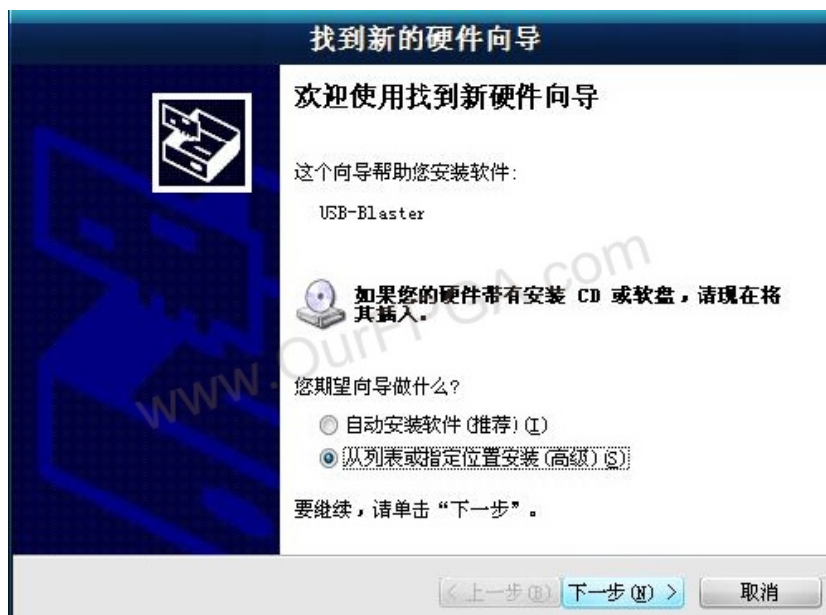 找到新的硬件向导
欢迎使用找到新硬件向导
这个向导帮助您安装软件:
USB-Blaster
如果您的硬件带有安装 CD 或软盘，请现在将
其插入。
www.OurFPGA.com
您期望向导做什么?
自动安装软件(推荐)(I)
从列表或指定位置安装(高级)(S)
要继续，请单击“下一步”。
< 上一步(B)
下一步(N) >
取消